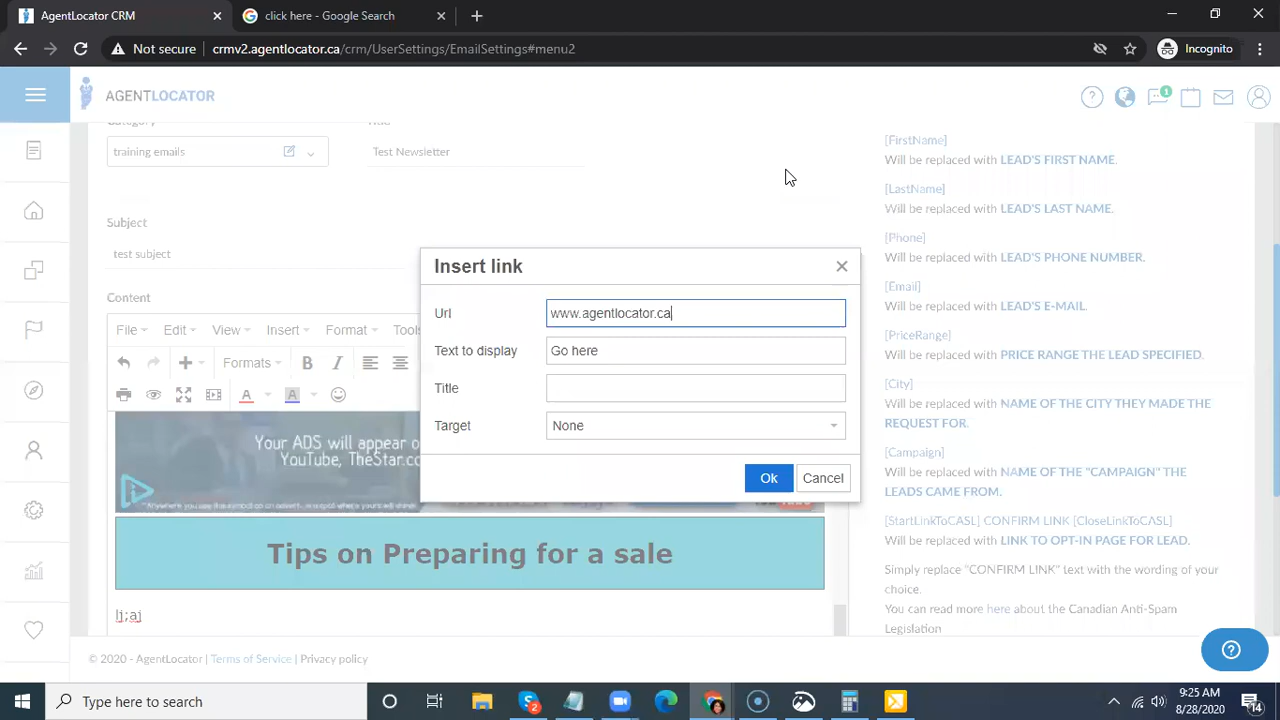 AgentLocator CRM
click here - Google Search
Not secure
crmv2.agentlocator.ca/crm/UserSettings/EmailSettings#menu2
Incognito
AGENTLOCATOR
1
Category
Title
training emails
Test Newsletter
Subject
test subject
Content
File
Edit
View
Insert
Format
Tools
Formats
B
I
A
A
Your ADS will appear o
YouTube, TheStar.co
Tips on Preparing for a sale
lj;aj
Insert link
Url
www.agentlocator.ca
Text to display
Go here
Title
Target
None
Ok
Cancel
[FirstName]
Will be replaced with LEAD'S FIRST NAME.
[LastName]
Will be replaced with LEAD'S LAST NAME.
[Phone]
Will be replaced with LEAD'S PHONE NUMBER.
[Email]
Will be replaced with LEAD'S E-MAIL.
[PriceRange]
Will be replaced with PRICE RANGE THE LEAD SPECIFIED.
[City]
Will be replaced with NAME OF THE CITY THEY MADE THE
REQUEST FOR.
[Campaign]
Will be replaced with NAME OF THE "CAMPAIGN" THE
LEADS CAME FROM.
[StartLinkToCASL] CONFIRM LINK [CloseLinkToCASL]
Will be replaced with LINK TO OPT-IN PAGE FOR LEAD.
Simply replace "CONFIRM LINK" text with the wording of your
choice.
You can read more here about the Canadian Anti-Spam
Legislation
© 2020 - AgentLocator | Terms of Service | Privacy policy
Type here to search
2
9:25 AM
8/28/2020
14